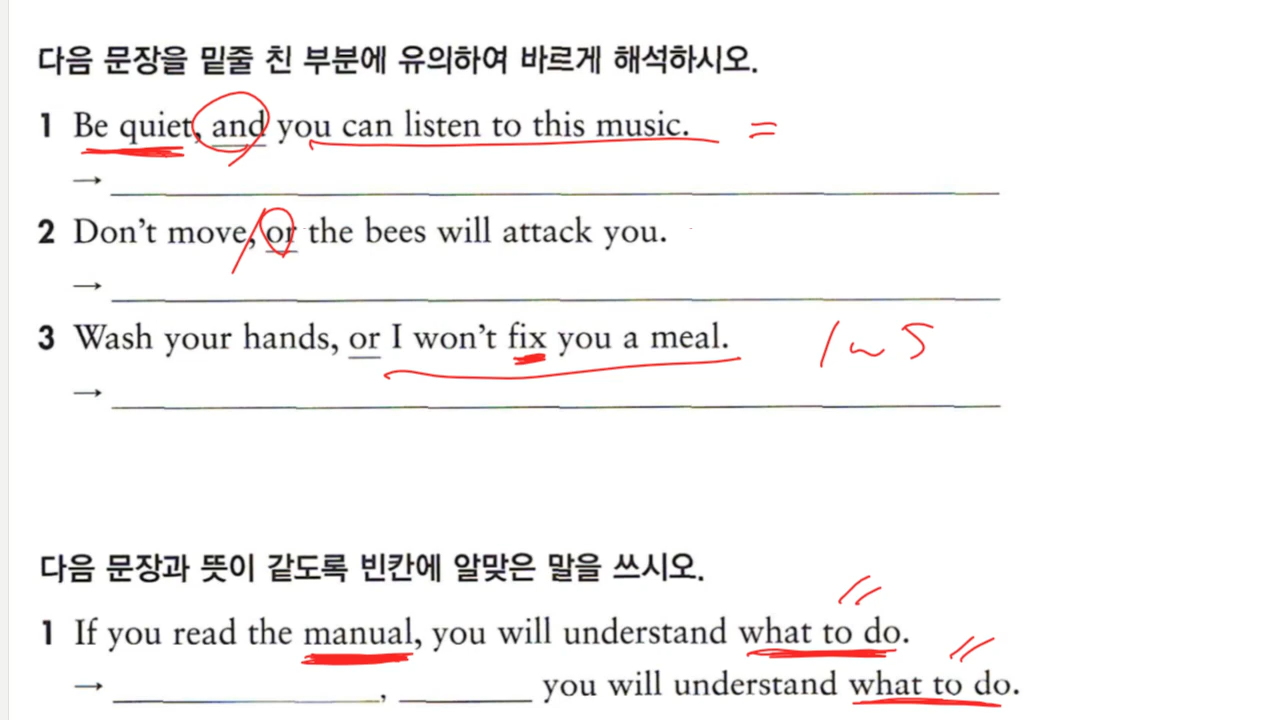 다음 문장을 밑줄 친 부분에 유의하여 바르게 해석하시오.
1 Be quiet, and you can listen to this music. =
→
2 Don't move, or the bees will attack you.
→
3 Wash your hands, or I won't fix you a meal.
→
다음 문장과 뜻이 같도록 빈칸에 알맞은 말을 쓰시오.
1 If you read the manual, you will understand what to do.
→ , you will understand what to do.